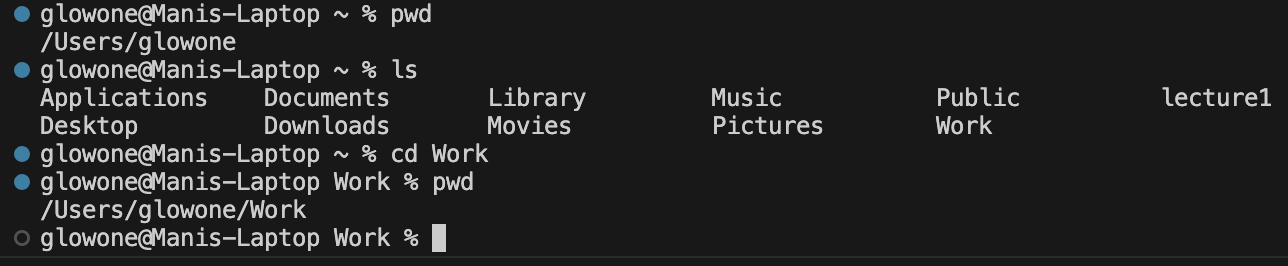 glowone@Manis-Laptop ~ % pwd
/Users/glowone
glowone@Manis-Laptop ~ % ls
Applications    Documents       Library         Music           Public          lecture1
Desktop         Downloads       Movies          Pictures        Work
glowone@Manis-Laptop ~ % cd Work
glowone@Manis-Laptop Work % pwd
/Users/glowone/Work
glowone@Manis-Laptop Work %